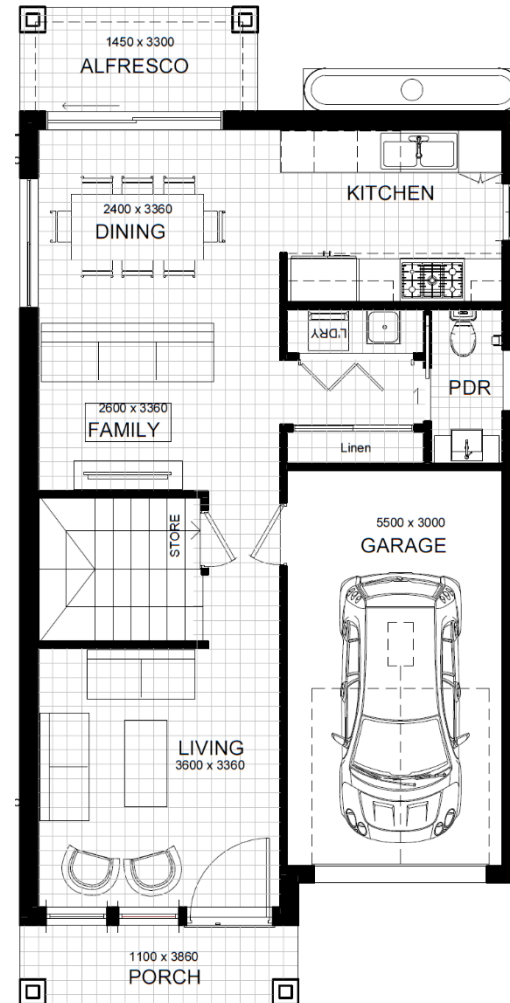 1450 x 3300
ALFRESCO
KITCHEN
2400 x 3360
DINING
L'DRY
PDR
2600 x 3360
FAMILY
Linen
STORE
5500 x 3000
GARAGE
LIVING
3600 x 3360
1100 x 3860
PORCH